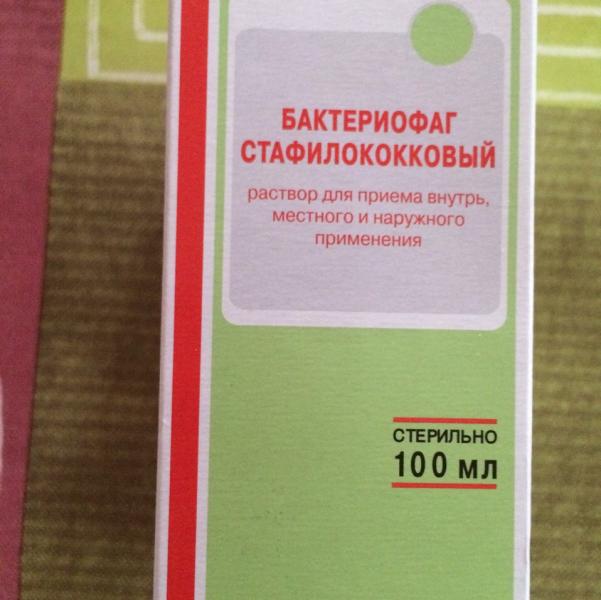 БАКТЕРИОФАГ
СТАФИЛОКОККОВЫЙ
раствор для приема внутрь,
местного и наружного
применения
СТЕРИЛЬНО
100 мл